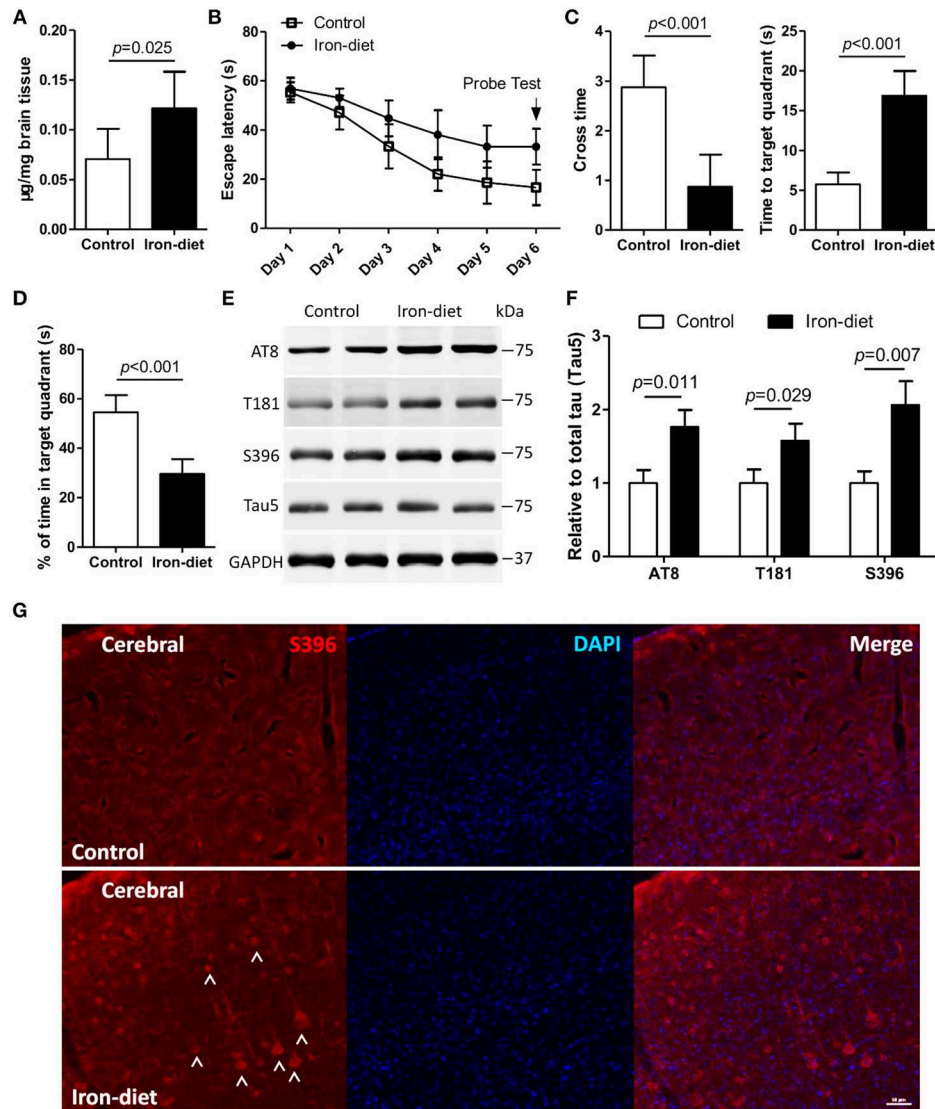 A
µg/mg brain tissue
0.20
0.15
0.10
0.05
0.00
p=0.025
Control Iron-diet
B
Control
Iron-diet
Escape latency (s)
80
60
40
20
0
Probe Test
Day 1 Day 2 Day 3 Day 4 Day 5 Day 6
C
Cross time
4
3
2
1
0
p<0.001
Control Iron-diet
Time to target quadrant (s)
25
20
15
10
5
0
p<0.001
Control Iron-diet
D
% of time in target quadrant (s)
80
60
40
20
0
p<0.001
Control Iron-diet
E
Control Iron-diet kDa
AT8 75
T181 75
S396 75
Tau5 75
GAPDH 37
F
Control Iron-diet
Relative to total tau (Tau5)
3
2
1
0
p=0.011
p=0.029
p=0.007
AT8 T181 S396
G
Cerebral S396 DAPI Merge
Control
Cerebral
Iron-diet